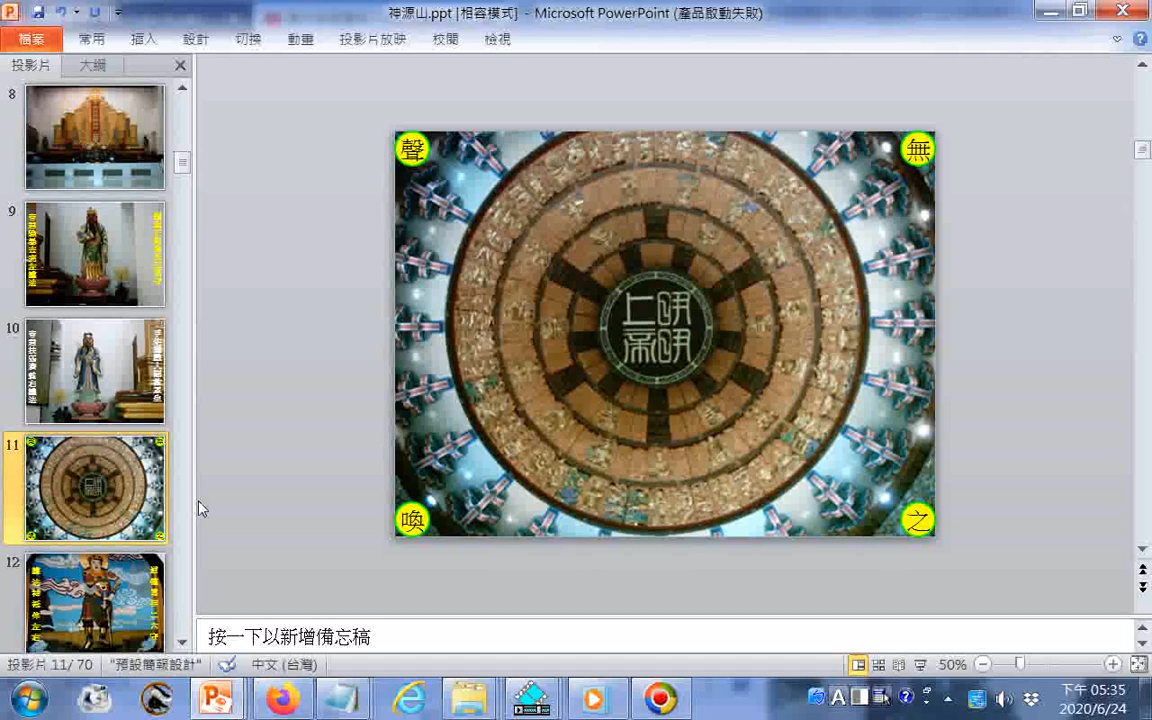 神源山.ppt [相容模式] - Microsoft PowerPoint (產品啟動失敗)
檔案 常用 插入 設計 切換 動畫 投影片放映 校閱 檢視
投影片 大綱
8
9
10
11
12
聲 無
明明上帝
喚 之
按一下以新增備忘稿
投影片 11/ 70 "預設簡報設計" 中文 (台灣) 50%
下午 05:35
2020/6/24